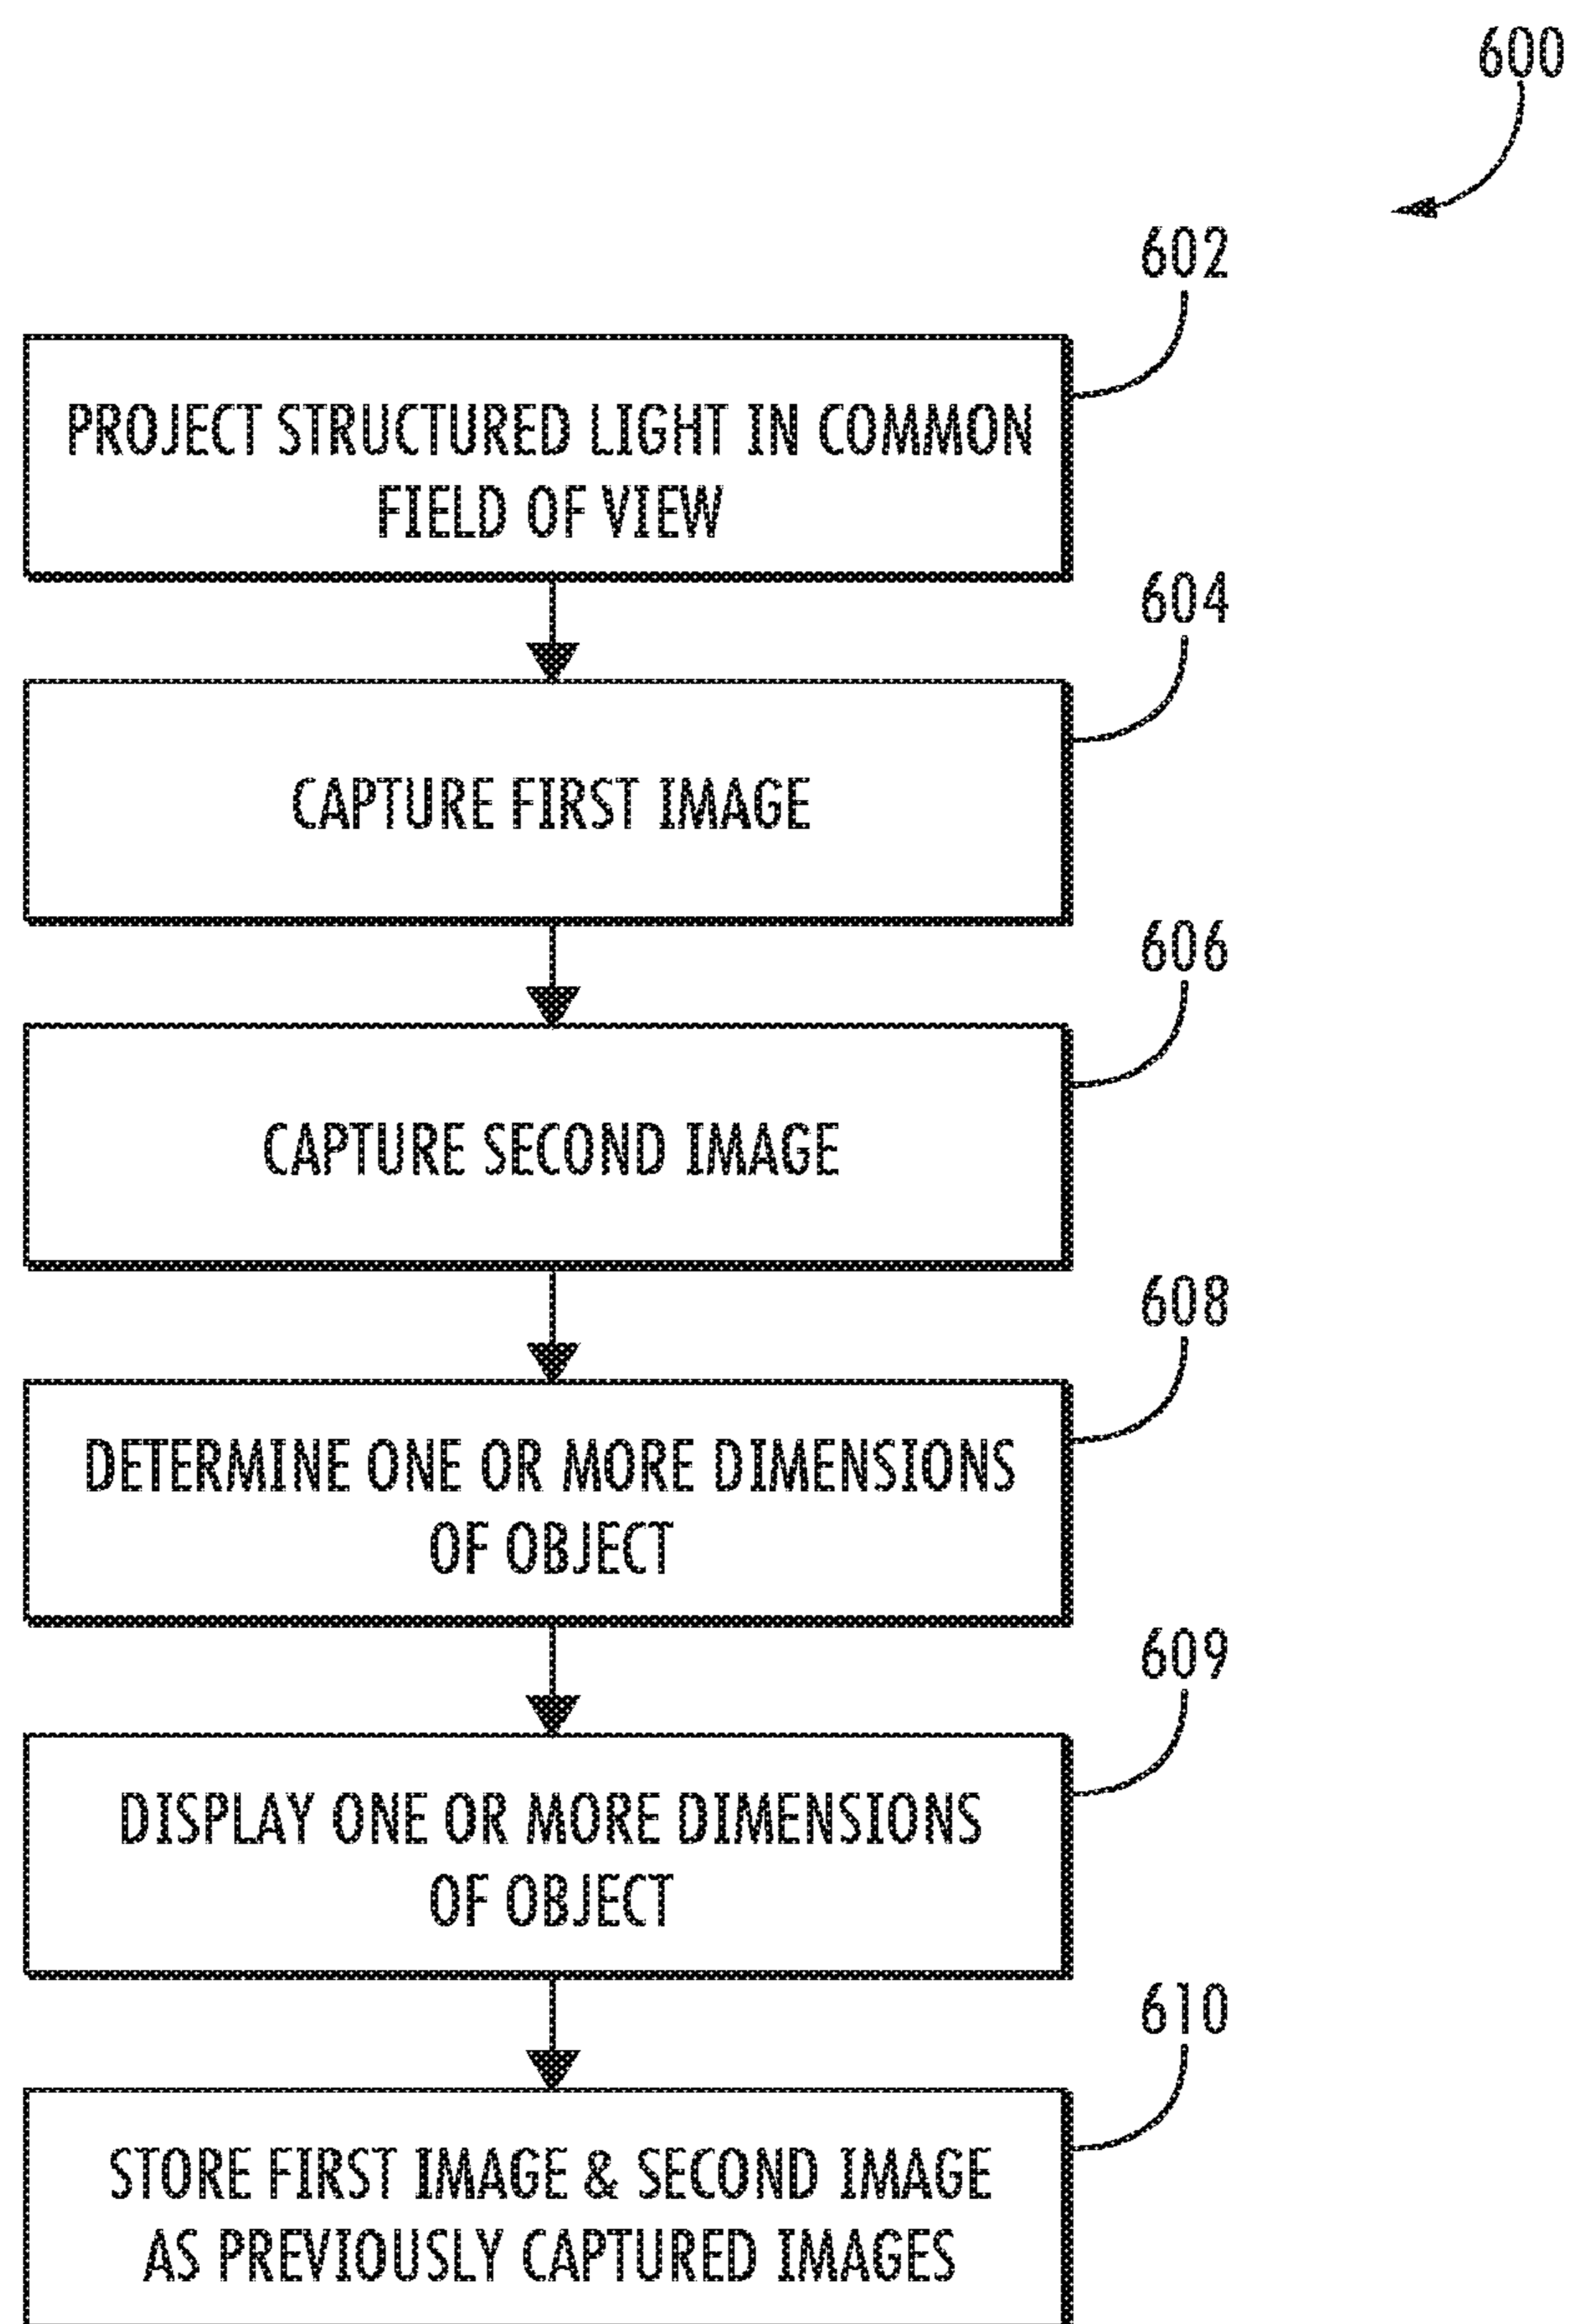 600
602
PROJECT STRUCTURED LIGHT IN COMMON
FIELD OF VIEW
604
CAPTURE FIRST IMAGE
606
CAPTURE SECOND IMAGE
608
DETERMINE ONE OR MORE DIMENSIONS
OF OBJECT
609
DISPLAY ONE OR MORE DIMENSIONS
OF OBJECT
610
STORE FIRST IMAGE & SECOND IMAGE
AS PREVIOUSLY CAPTURED IMAGES